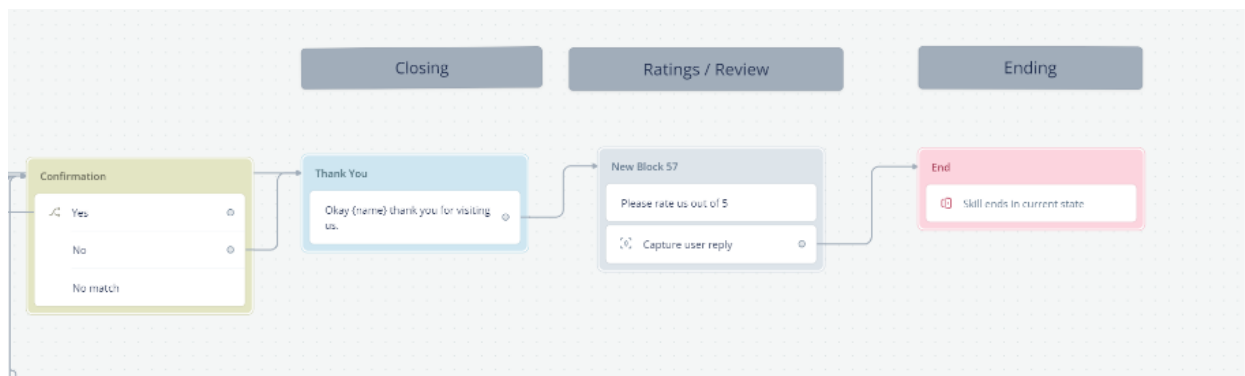 Closing
Ratings / Review
Ending
Confirmation
Yes
No
No match
Thank You
Okay {name} thank you for visiting
us.
New Block 57
Please rate us out of 5
Capture user reply
End
Skill ends in current state